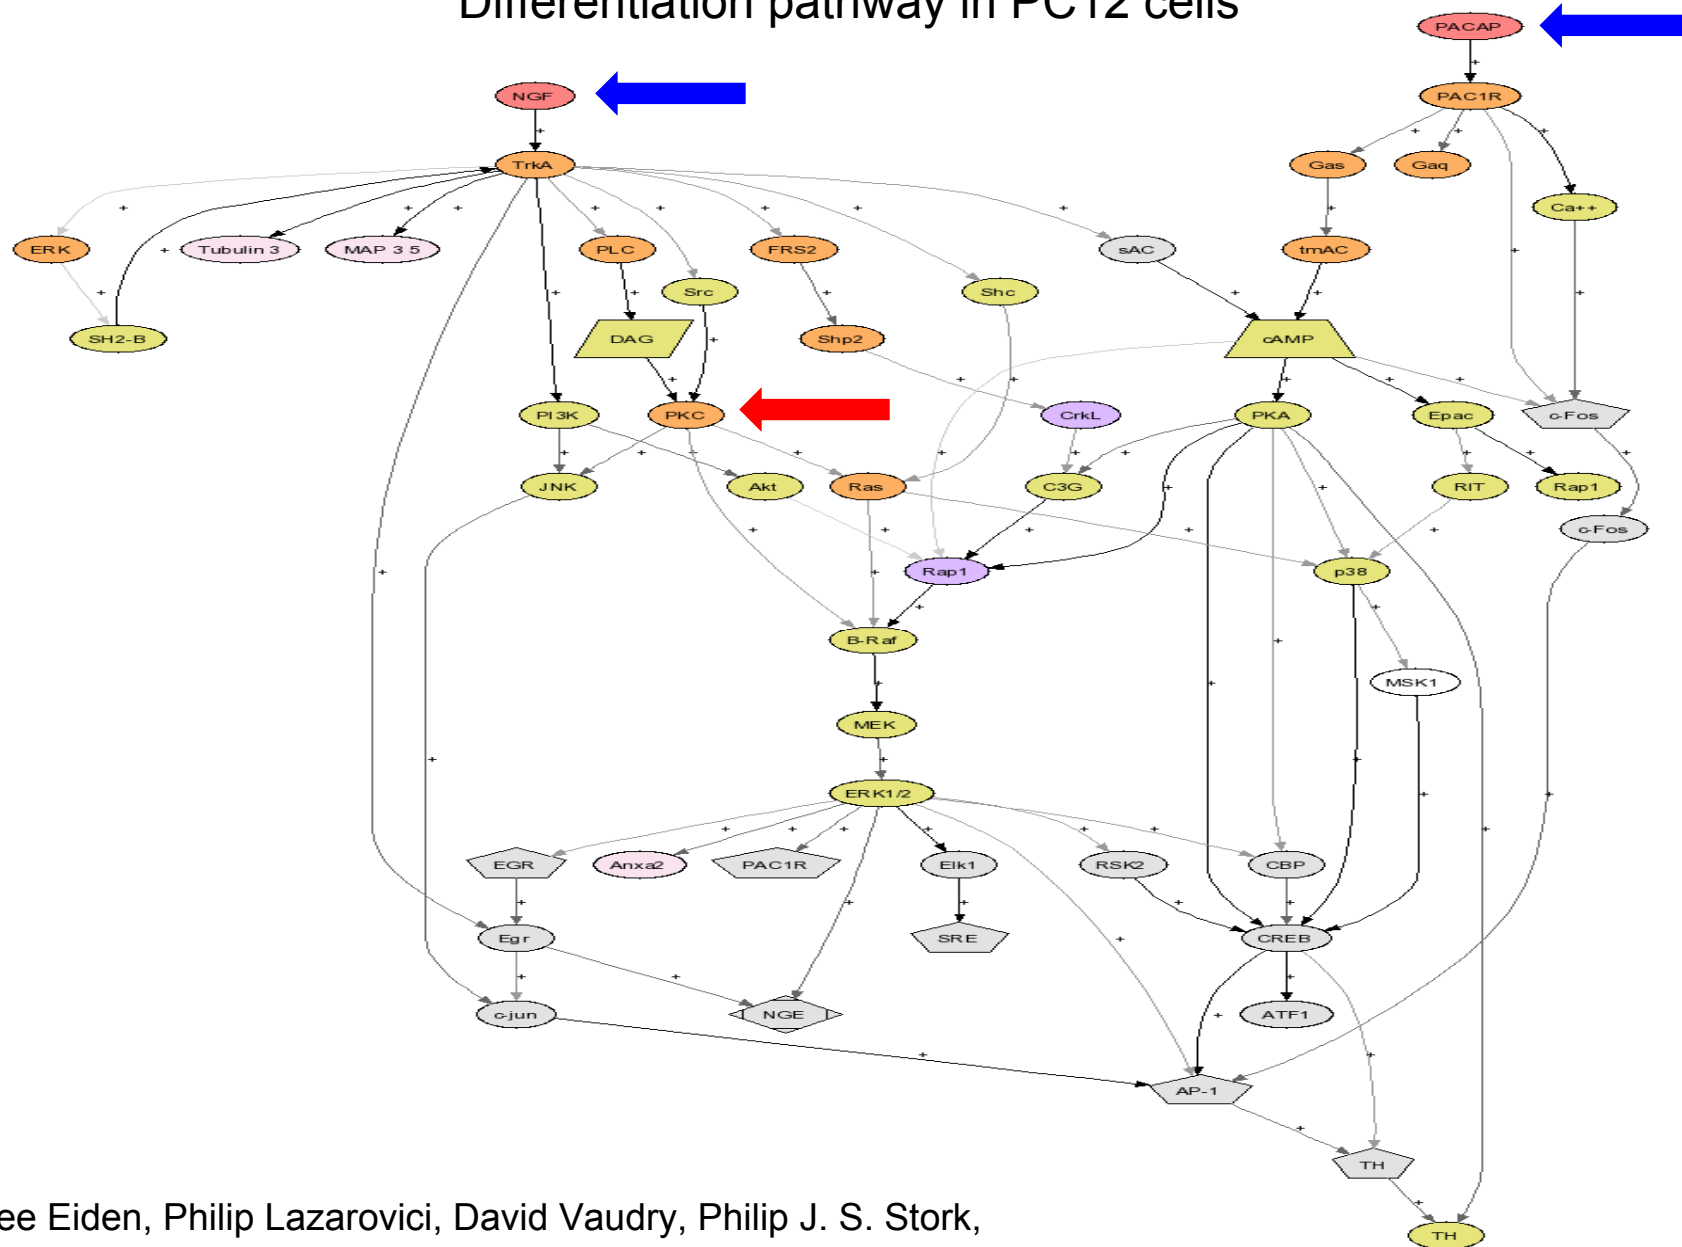 Differentiation pathway in PC12 cells
PACAP
NGF
PAC1R
TrkA
Gas
Gaq
Ca++
ERK
Tubulin 3
MAP 3 5
PLC
FRS2
sAC
tmAC
Src
Shc
SH2-B
DAG
Shp2
cAMP
PI3K
PKC
CrkL
PKA
Epac
c-Fos
JNK
Akt
Ras
C3G
RIT
Rap1
c-Fos
Rap1
p38
B-Raf
MSK1
MEK
ERK1/2
EGR
Anxa2
PAC1R
Elk1
RSK2
CBP
Egr
SRE
CREB
c-jun
NGE
ATF1
AP-1
TH
TH
ee Eiden, Philip Lazarovici, David Vaudry, Philip J. S. Stork,